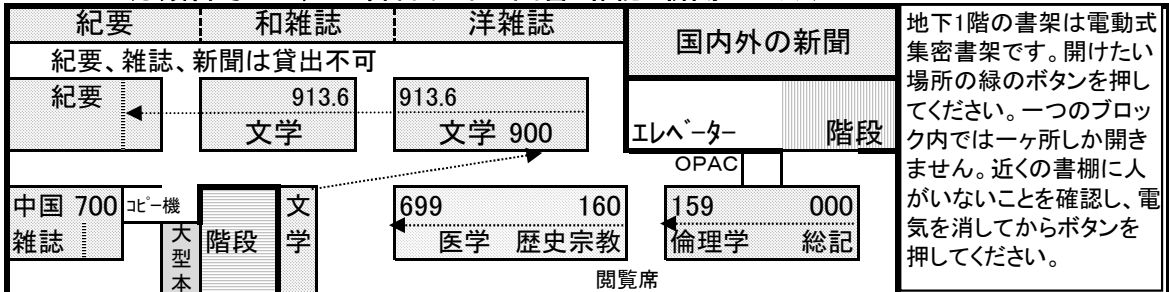 紀要 和雑誌 洋雑誌
国内外の新聞
紀要、雑誌、新聞は貸出不可
紀要
913.6
文学
913.6
文学 900
エレベーター 階段
OPAC
中国 700
雑誌
コピー機
大型本
階段
文学
699 160
医学 歴史宗教
159 000
倫理学 総記
閲覧席
地下1階の書架は電動式
集密書架です。開けたい
場所の緑のボタンを押し
てください。一つのブロッ
ク内では一ヶ所しか開き
ません。近くの書棚に人
がいないことを確認し、電
気を消してからボタンを
押してください。